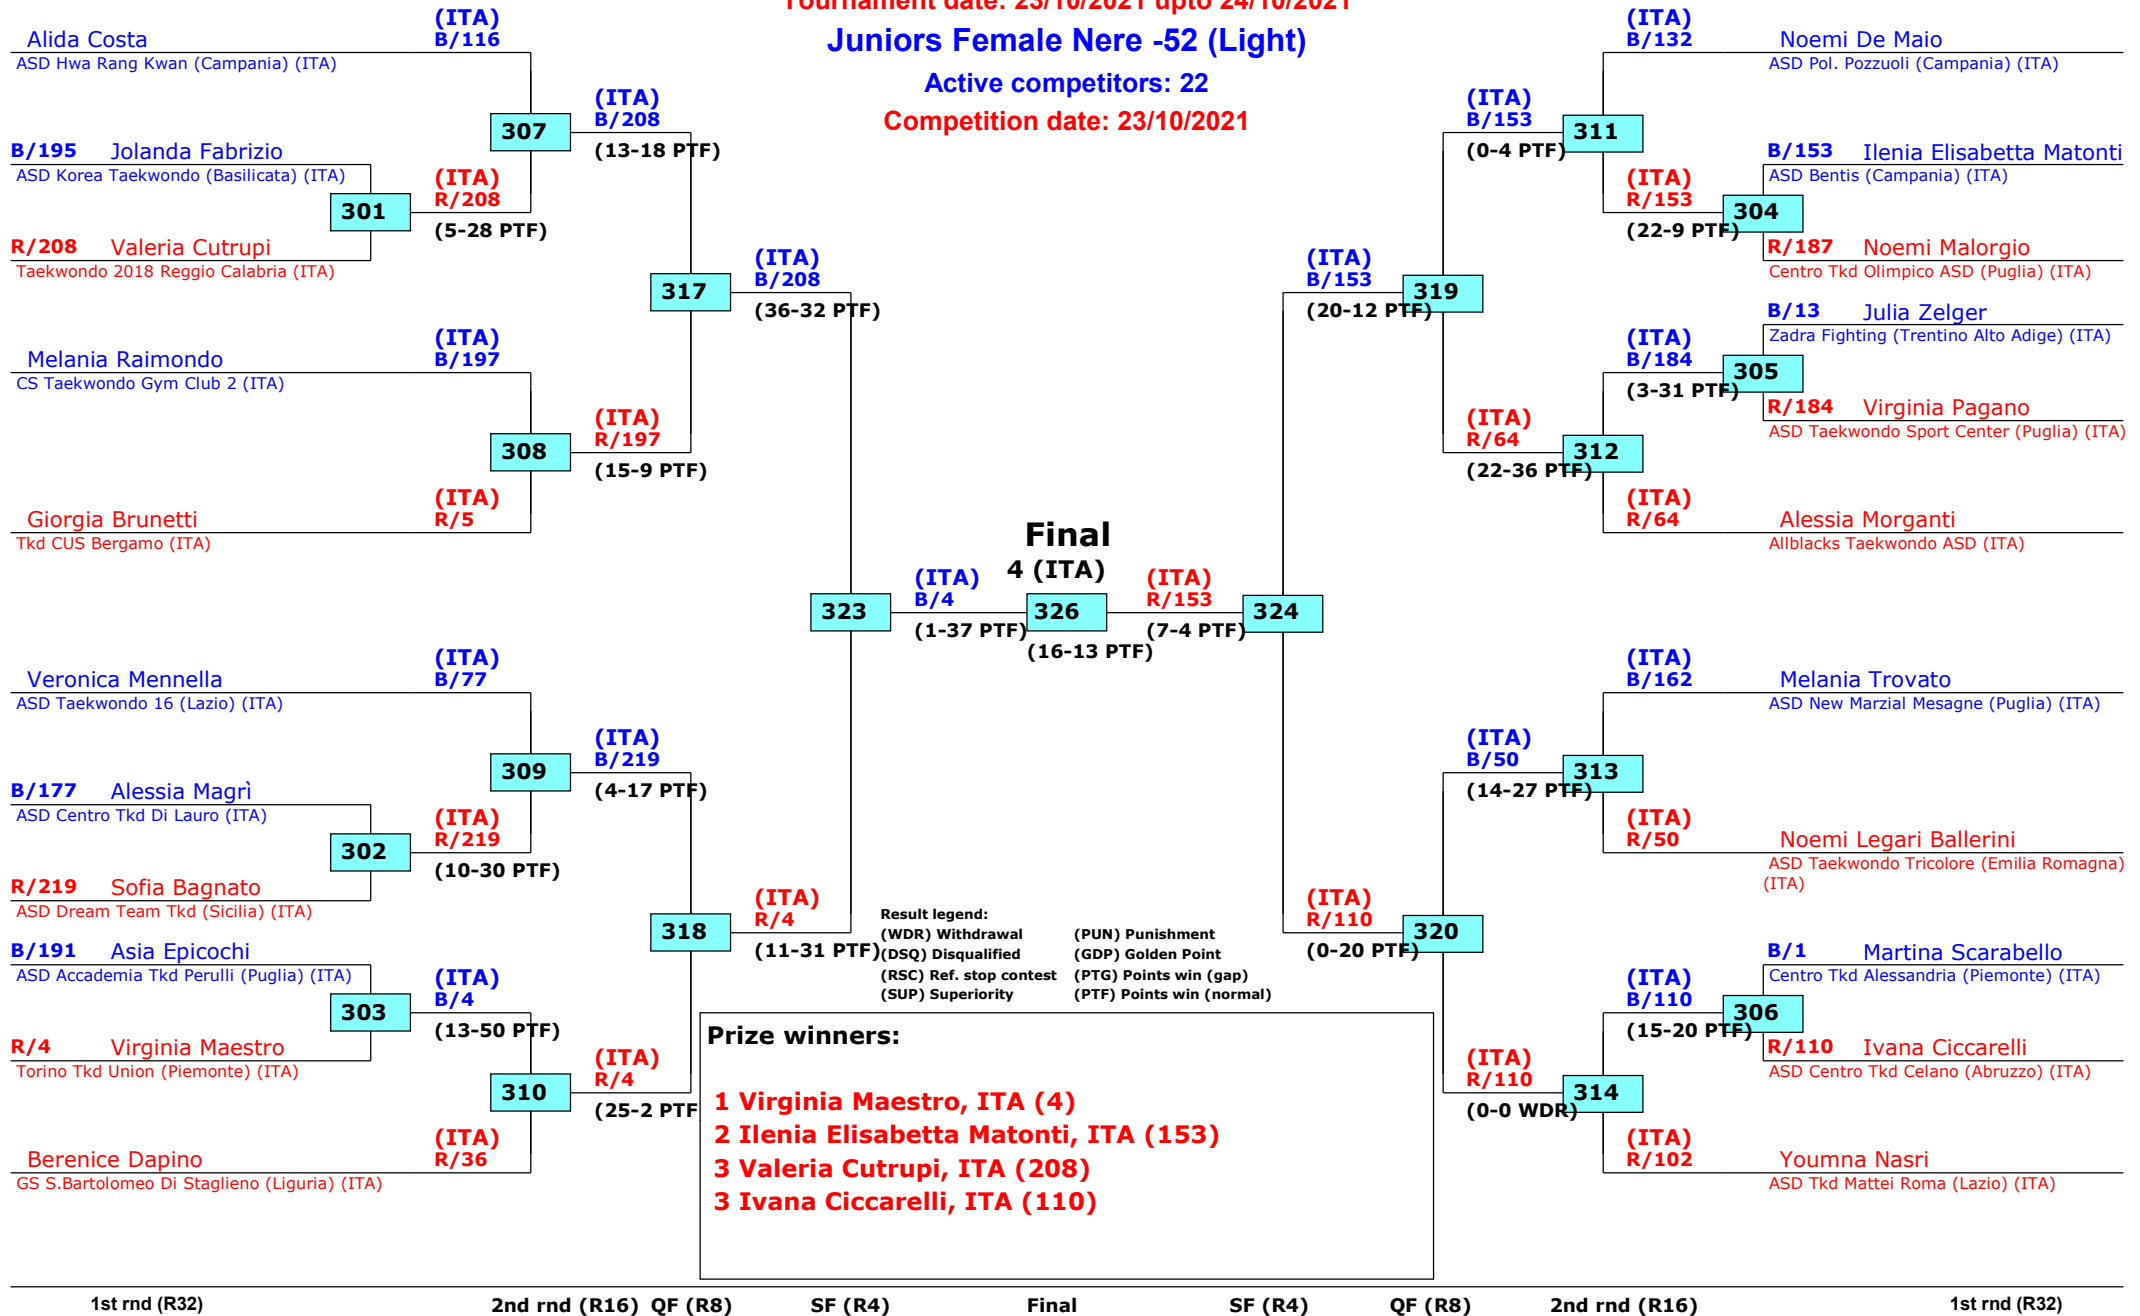 Tournament date: 23/10/2021 upto 24/10/2021
Juniors Female Nere -52 (Light)
Active competitors: 22
Competition date: 23/10/2021
Alida Costa
ASD Hwa Rang Kwan (Campania) (ITA)
(ITA)
B/116
B/195 Jolanda Fabrizio
ASD Korea Taekwondo (Basilicata) (ITA)
301
R/208 Valeria Cutrupi
Taekwondo 2018 Reggio Calabria (ITA)
(ITA)
R/208
(5-28 PTF)
307
(ITA)
B/208
(13-18 PTF)
Melania Raimondo
CS Taekwondo Gym Club 2 (ITA)
(ITA)
B/197
308
Giorgia Brunetti
Tkd CUS Bergamo (ITA)
(ITA)
R/5
(ITA)
R/197
(15-9 PTF)
317
(ITA)
B/208
(36-32 PTF)
Veronica Mennella
ASD Taekwondo 16 (Lazio) (ITA)
(ITA)
B/77
B/177 Alessia Magrì
ASD Centro Tkd Di Lauro (ITA)
302
R/219 Sofia Bagnato
ASD Dream Team Tkd (Sicilia) (ITA)
(ITA)
R/219
(10-30 PTF)
309
(ITA)
B/219
(4-17 PTF)
B/191 Asia Epicochi
ASD Accademia Tkd Perulli (Puglia) (ITA)
303
R/4 Virginia Maestro
Torino Tkd Union (Piemonte) (ITA)
(ITA)
B/4
(13-50 PTF)
310
Berenice Dapino
GS S.Bartolomeo Di Staglieno (Liguria) (ITA)
(ITA)
R/36
(ITA)
R/4
(25-2 PTF
318
(ITA)
R/4
(11-31 PTF)
323
(ITA)
B/4
(1-37 PTF)
Final
4 (ITA)
326
(16-13 PTF)
(ITA)
R/153
(7-4 PTF)
324
(ITA)
B/132
Noemi De Maio
ASD Pol. Pozzuoli (Campania) (ITA)
311
(ITA)
B/153
(0-4 PTF)
B/153 Ilenia Elisabetta Matonti
ASD Bentis (Campania) (ITA)
304
(ITA)
R/153
(22-9 PTF)
R/187 Noemi Malorgio
Centro Tkd Olimpico ASD (Puglia) (ITA)
319
(ITA)
B/153
(20-12 PTF)
B/13 Julia Zelger
Zadra Fighting (Trentino Alto Adige) (ITA)
305
(ITA)
B/184
(3-31 PTF)
R/184 Virginia Pagano
ASD Taekwondo Sport Center (Puglia) (ITA)
312
(ITA)
R/64
(22-36 PTF)
(ITA)
R/64
Alessia Morganti
Allblacks Taekwondo ASD (ITA)
(ITA)
B/162
Melania Trovato
ASD New Marzial Mesagne (Puglia) (ITA)
313
(ITA)
B/50
(14-27 PTF)
(ITA)
R/50
Noemi Legari Ballerini
ASD Taekwondo Tricolore (Emilia Romagna)
(ITA)
320
(ITA)
R/110
(0-20 PTF)
B/1 Martina Scarabello
Centro Tkd Alessandria (Piemonte) (ITA)
306
(ITA)
B/110
(15-20 PTF)
R/110 Ivana Ciccarelli
ASD Centro Tkd Celano (Abruzzo) (ITA)
314
(ITA)
R/110
(0-0 WDR)
(ITA)
R/102
Youmna Nasri
ASD Tkd Mattei Roma (Lazio) (ITA)
Result legend:
(WDR) Withdrawal (PUN) Punishment
(DSQ) Disqualified (GDP) Golden Point
(RSC) Ref. stop contest (PTG) Points win (gap)
(SUP) Superiority (PTF) Points win (normal)
Prize winners:
1 Virginia Maestro, ITA (4)
2 Ilenia Elisabetta Matonti, ITA (153)
3 Valeria Cutrupi, ITA (208)
3 Ivana Ciccarelli, ITA (110)
1st rnd (R32) 2nd rnd (R16) QF (R8) SF (R4) Final SF (R4) QF (R8) 2nd rnd (R16) 1st rnd (R32)